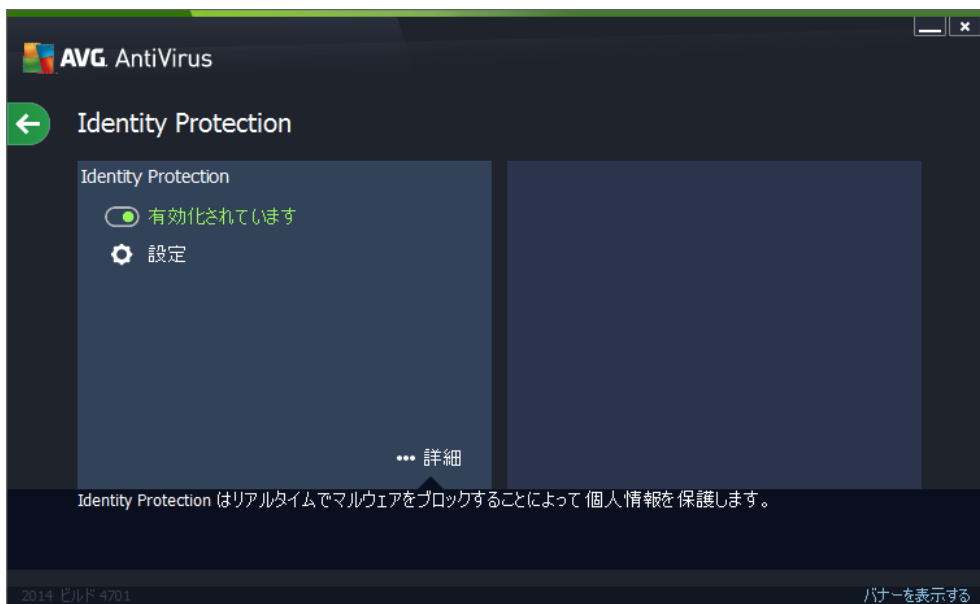 AVG. AntiVirus
Identity Protection
Identity Protection
有効化されています
設定
••• 詳細
Identity Protection はリアルタイムでマルウェアをブロックすることによって個人情報を保護します。
2014 ビルド 4701
バナーを表示する